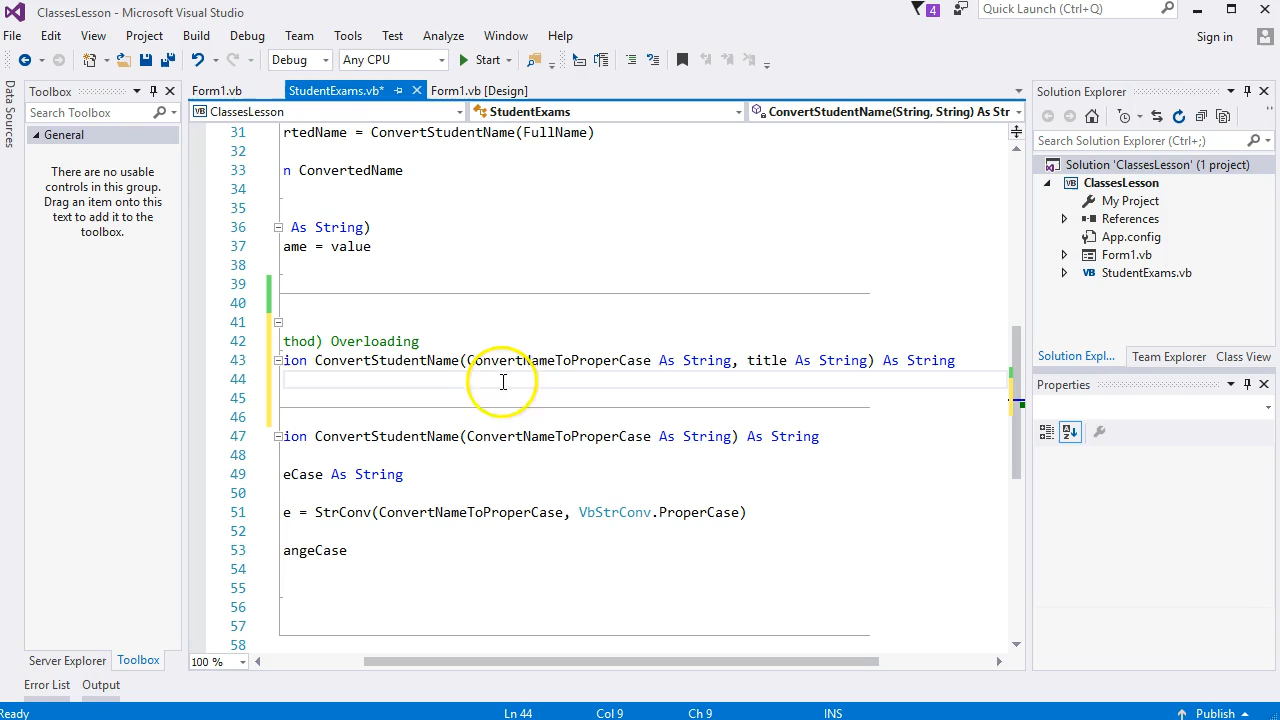 ClassesLesson - Microsoft Visual Studio
4
Quick Launch (Ctrl+Q)
File Edit View Project Build Debug Team Tools Test Analyze Window Help
Sign in
Debug Any CPU Start
Data Sources
Toolbox
Search Toolbox
General
There are no usable
controls in this group.
Drag an item onto this
text to add it to the
toolbox.
Server Explorer Toolbox
Form1.vb StudentExams.vb* Form1.vb [Design]
VB ClassesLesson StudentExams ConvertStudentName(String, String) As Str
31 rtedName = ConvertStudentName(FullName)
32
33 n ConvertedName
34
35
36 As String)
37 ame = value
38
39
40
41
42 thod) Overloading
43 ion ConvertStudentName(ConvertNameToProperCase As String, title As String) As String
44
45
46
47 ion ConvertStudentName(ConvertNameToProperCase As String) As String
48
49 eCase As String
50
51 e = StrConv(ConvertNameToProperCase, VbStrConv.ProperCase)
52
53 angeCase
54
55
56
57
58
100 %
Solution Explorer
Search Solution Explorer (Ctrl+;)
Solution 'ClassesLesson' (1 project)
VB ClassesLesson
My Project
References
App.config
Form1.vb
VB StudentExams.vb
Solution Expl... Team Explorer Class View
Properties
Error List Output
Ready Ln 44 Col 9 Ch 9 INS Publish